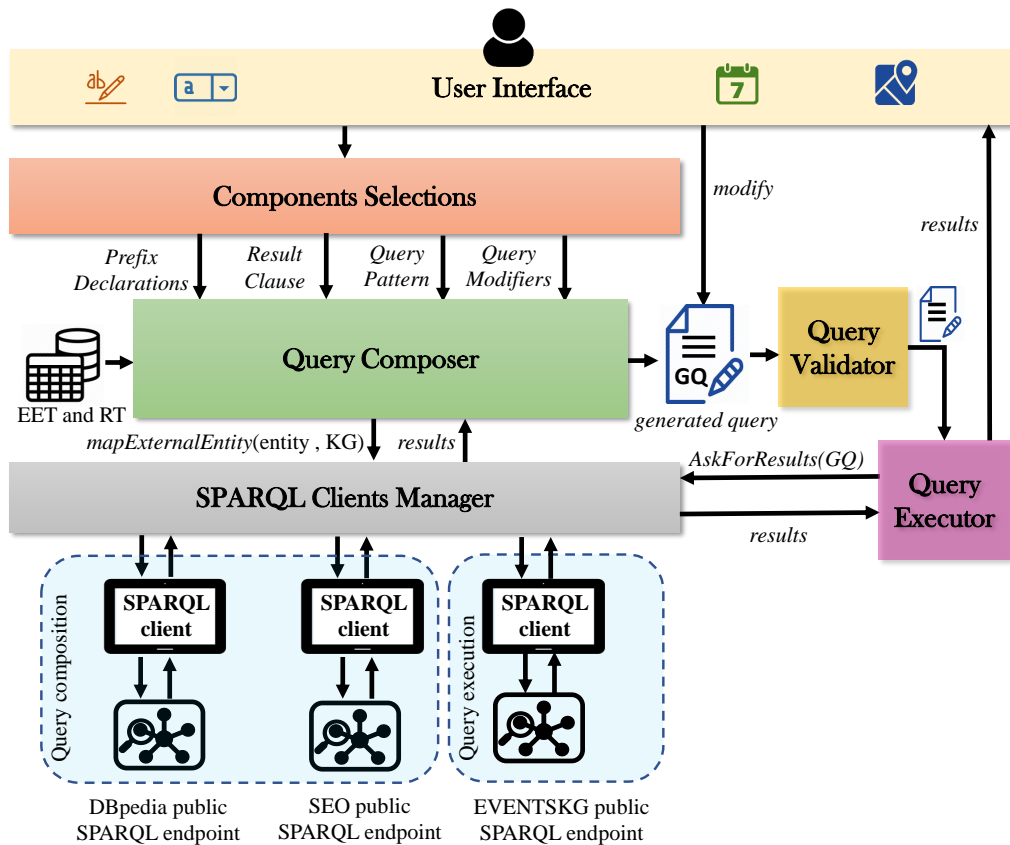 ab
a
User Interface
7
Components Selections
modify
results
Prefix
Declarations
Result
Clause
Query
Pattern
Query
Modifiers
EET and RT
Query Composer
GQ
generated query
Query
Validator
mapExternalEntity(entity , KG)
results
AskForResults(GQ)
SPARQL Clients Manager
results
Query
Executor
Query composition
SPARQL
client
SPARQL
client
Query execution
SPARQL
client
DBpedia public
SPARQL endpoint
SEO public
SPARQL endpoint
EVENTSKG public
SPARQL endpoint